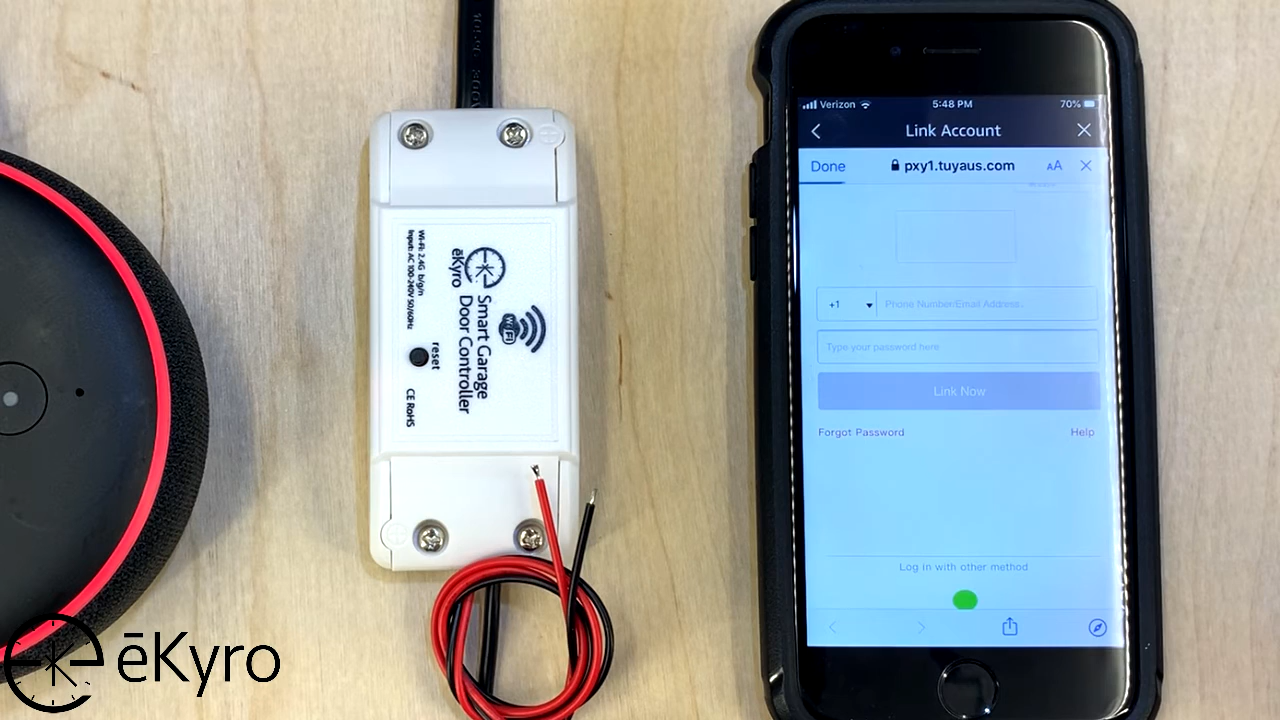 Verizon 5:48 PM 70%
Link Account
Done pxy1.tuyaus.com AA
+1 Phone Number/Email Address.
Type your password here
Link Now
Forgot Password Help
Log in with other method
WiFi
Smart Garage
Door Controller
ēKyro
reset
Wi-Fi: 2.4G b/g/n
Input: AC 100-240V 50/60Hz
CE RoHS
ēKyro